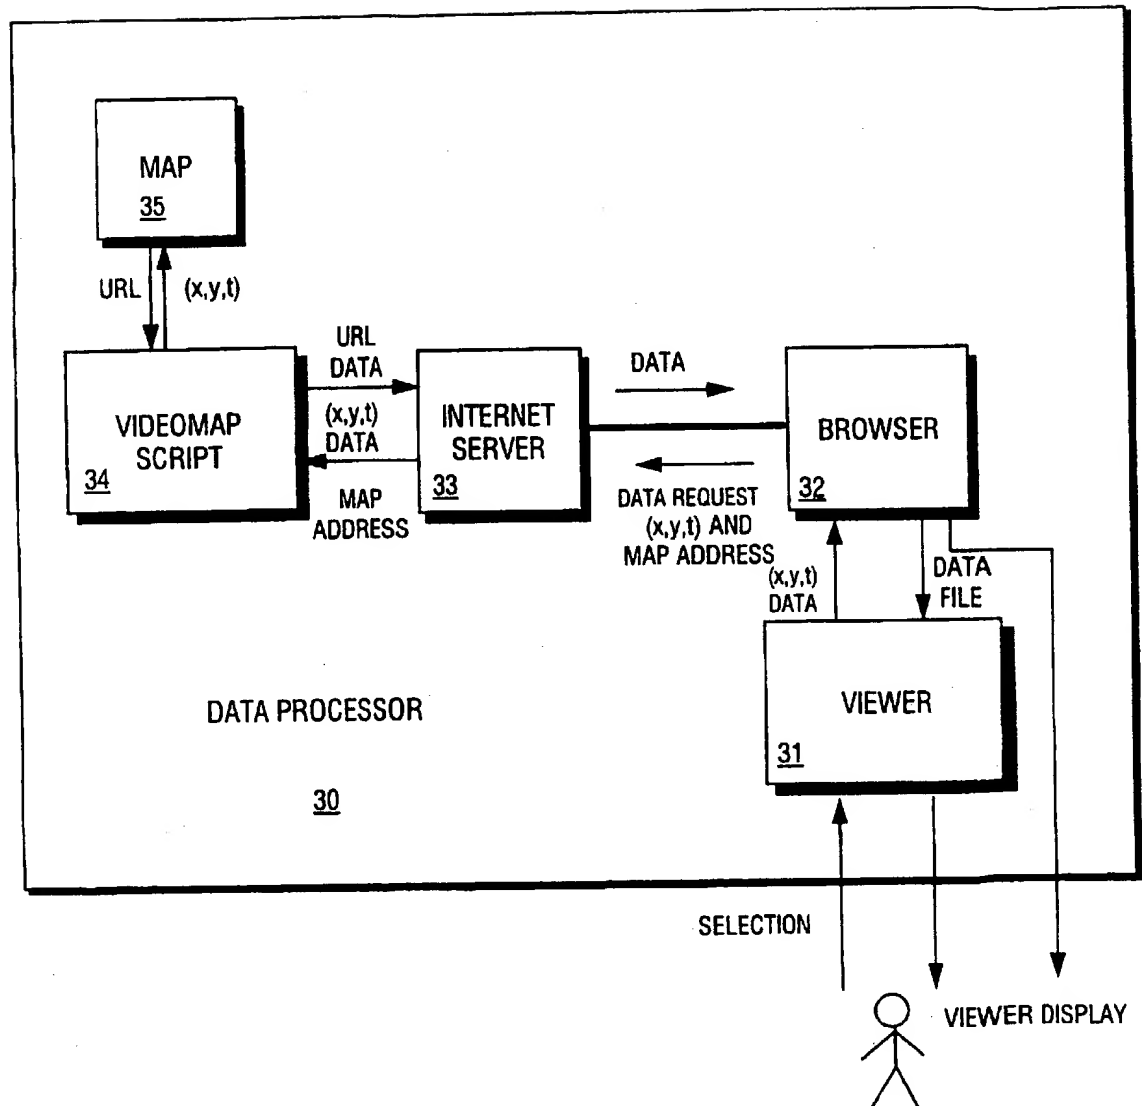 MAP
35
URL
(x,y,t)
URL
DATA
(x,y,t)
DATA
MAP
ADDRESS
VIDEOMAP
SCRIPT
34
INTERNET
SERVER
33
DATA
DATA REQUEST
(x,y,t) AND
MAP ADDRESS
BROWSER
32
(x,y,t)
DATA
DATA
FILE
VIEWER
31
DATA PROCESSOR
30
SELECTION
VIEWER DISPLAY